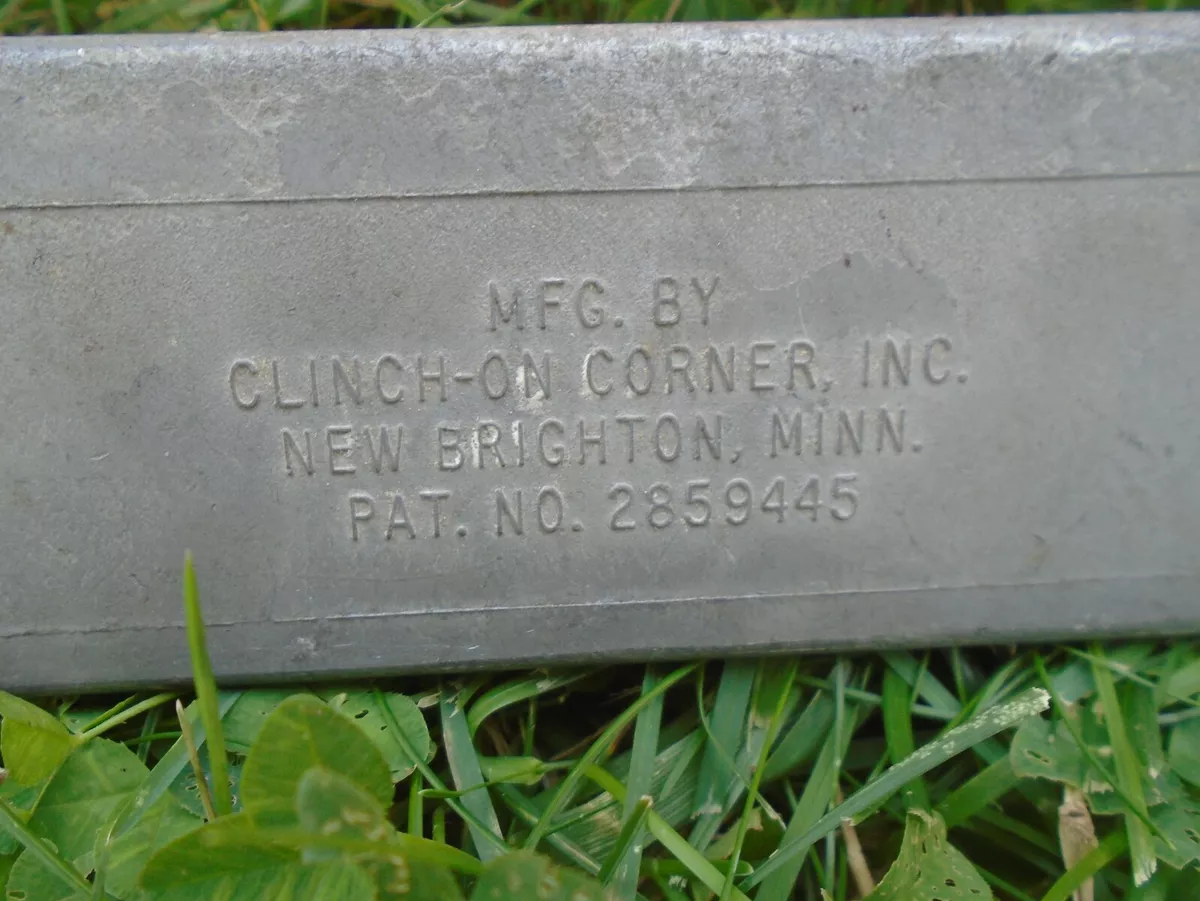 MFG. BY
CLINCH-ON CORNER, INC.
NEW BRIGHTON, MINN.
PAT. NO. 2859445